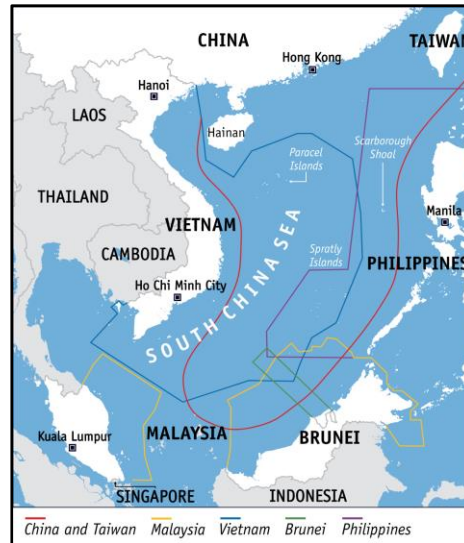 CHINA
TAIWAN
Hong Kong
Hanoi
LAOS
Hainan
Paracel
Islands
Scarborough
Shoal
THAILAND
VIETNAM
Manila
CAMBODIA
Spratly
Islands
PHILIPPINES
Ho Chi Minh City
SOUTH CHINA SEA
Kuala Lumpur
MALAYSIA
BRUNEI
SINGAPORE
INDONESIA
China and Taiwan Malaysia Vietnam Brunei Philippines